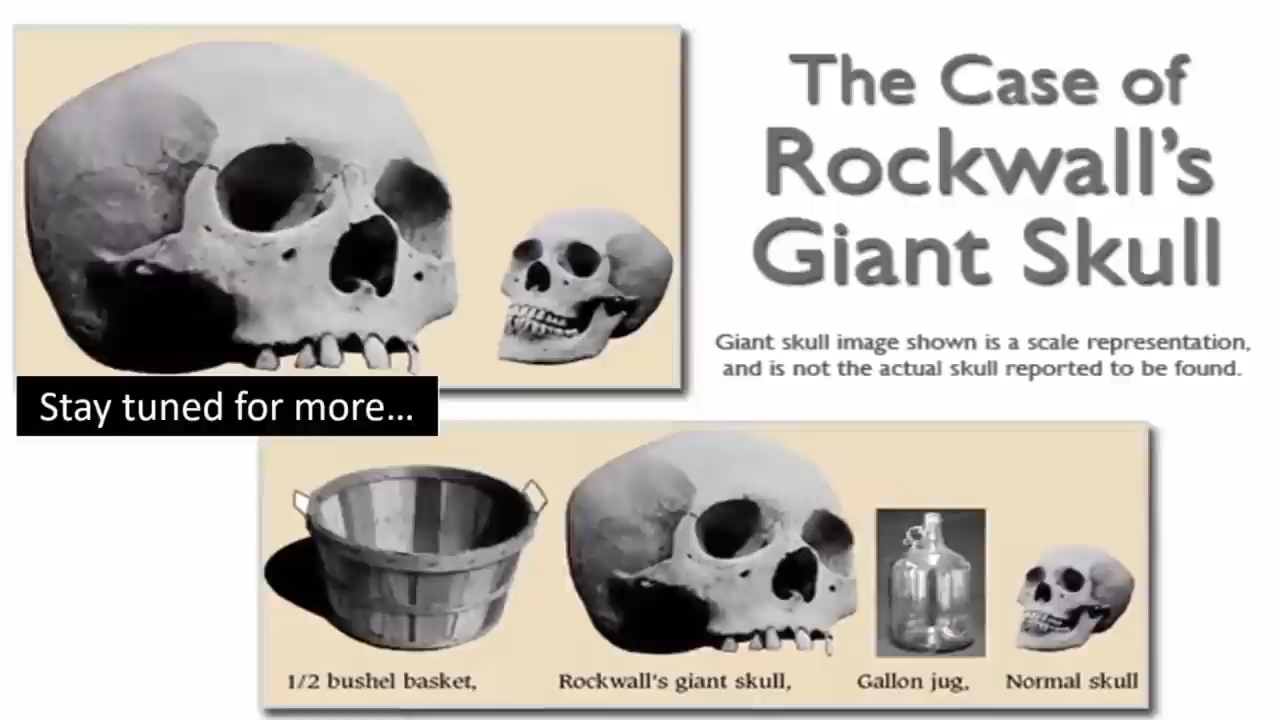 The Case of
Rockwall's
Giant Skull
Giant skull image shown is a scale representation,
and is not the actual skull reported to be found.
Stay tuned for more...
1/2 bushel basket,
Rockwall's giant skull,
Gallon jug,
Normal skull